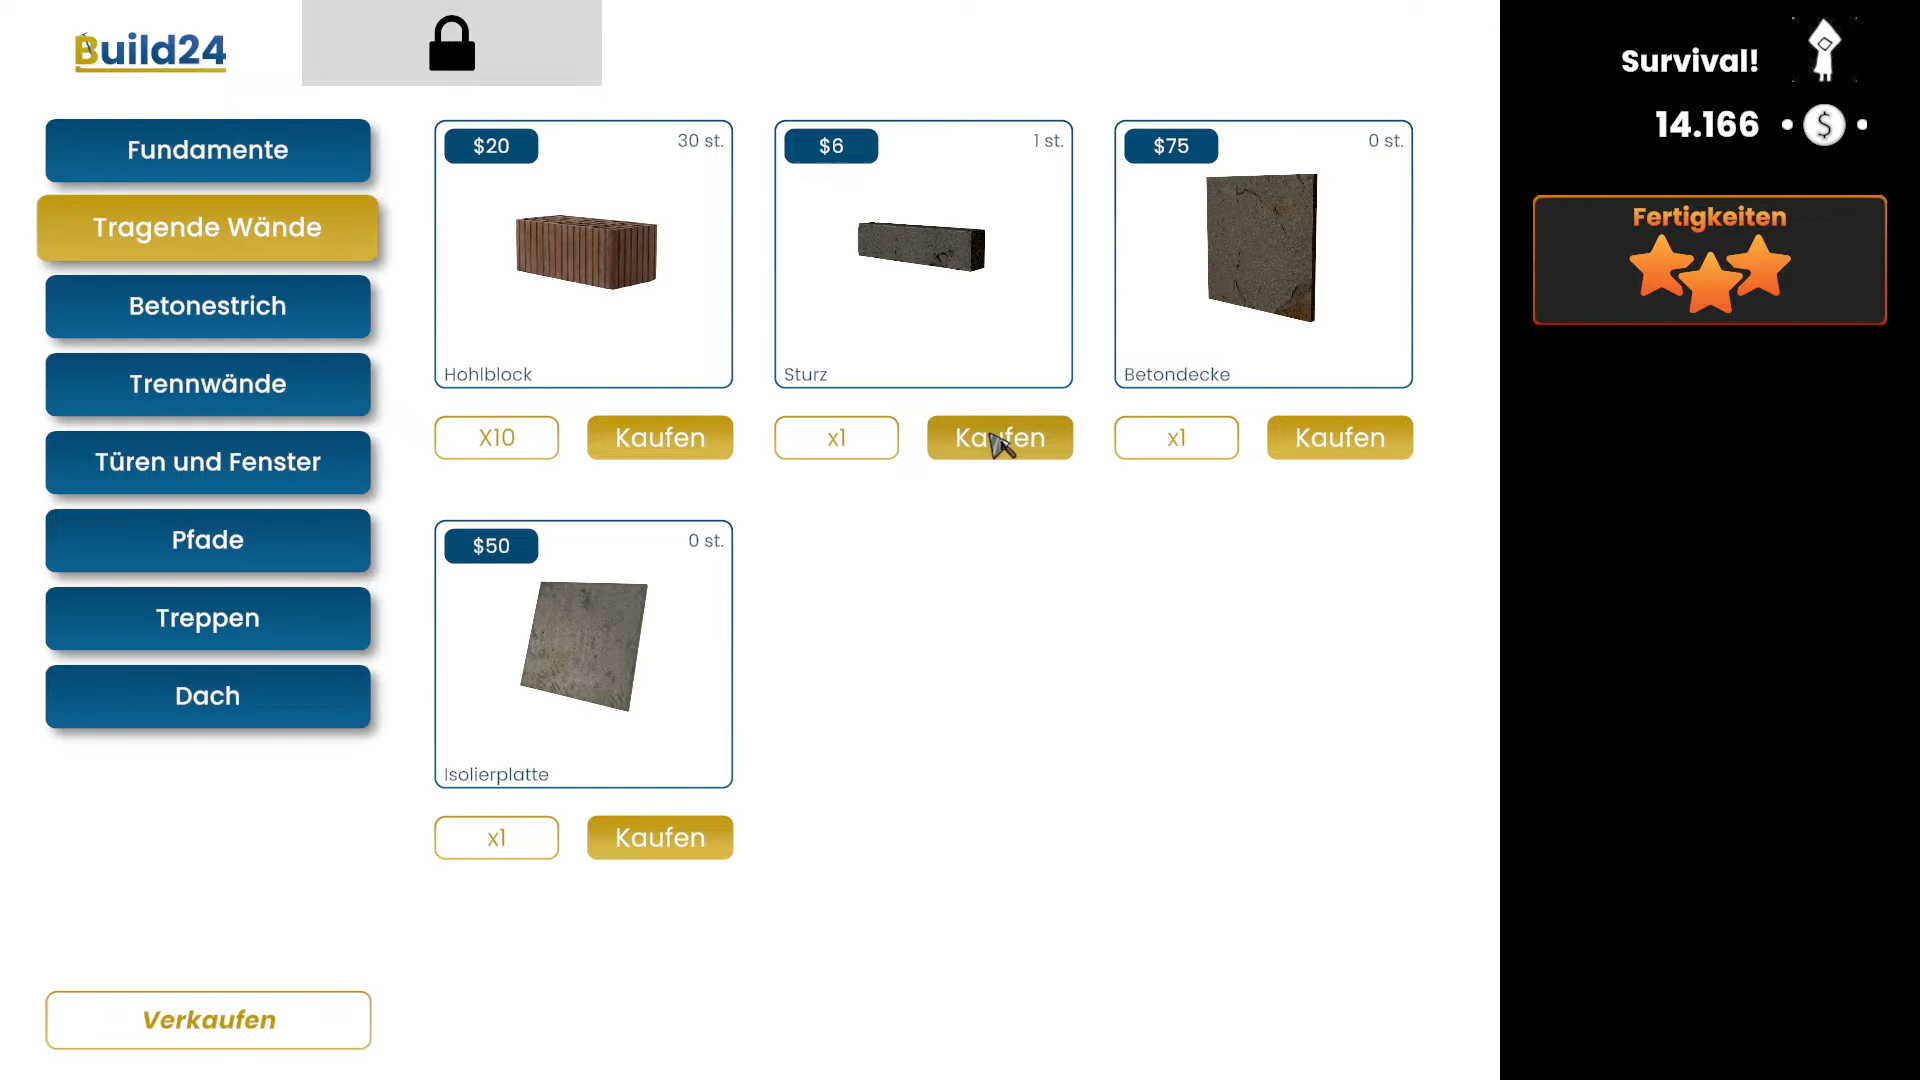 Build24
Fundamente
Tragende Wände
Betonestrich
Trennwände
Türen und Fenster
Pfade
Treppen
Dach
Verkaufen
$20
30 st.
Hohlblock
X10
Kaufen
$6
1 st.
Sturz
x1
Kaufen
$75
0 st.
Betondecke
x1
Kaufen
$50
0 st.
Isolierplatte
x1
Kaufen
Survival!
14.166
$
Fertigkeiten